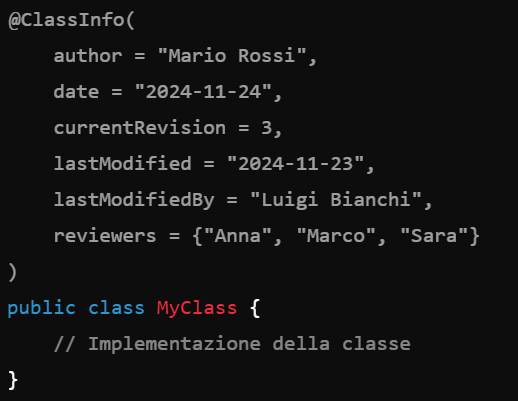 @ClassInfo(
    author = "Mario Rossi",
    date = "2024-11-24",
    currentRevision = 3,
    lastModified = "2024-11-23",
    lastModifiedBy = "Luigi Bianchi",
    reviewers = {"Anna", "Marco", "Sara"}
)
public class MyClass {
    // Implementazione della classe
}